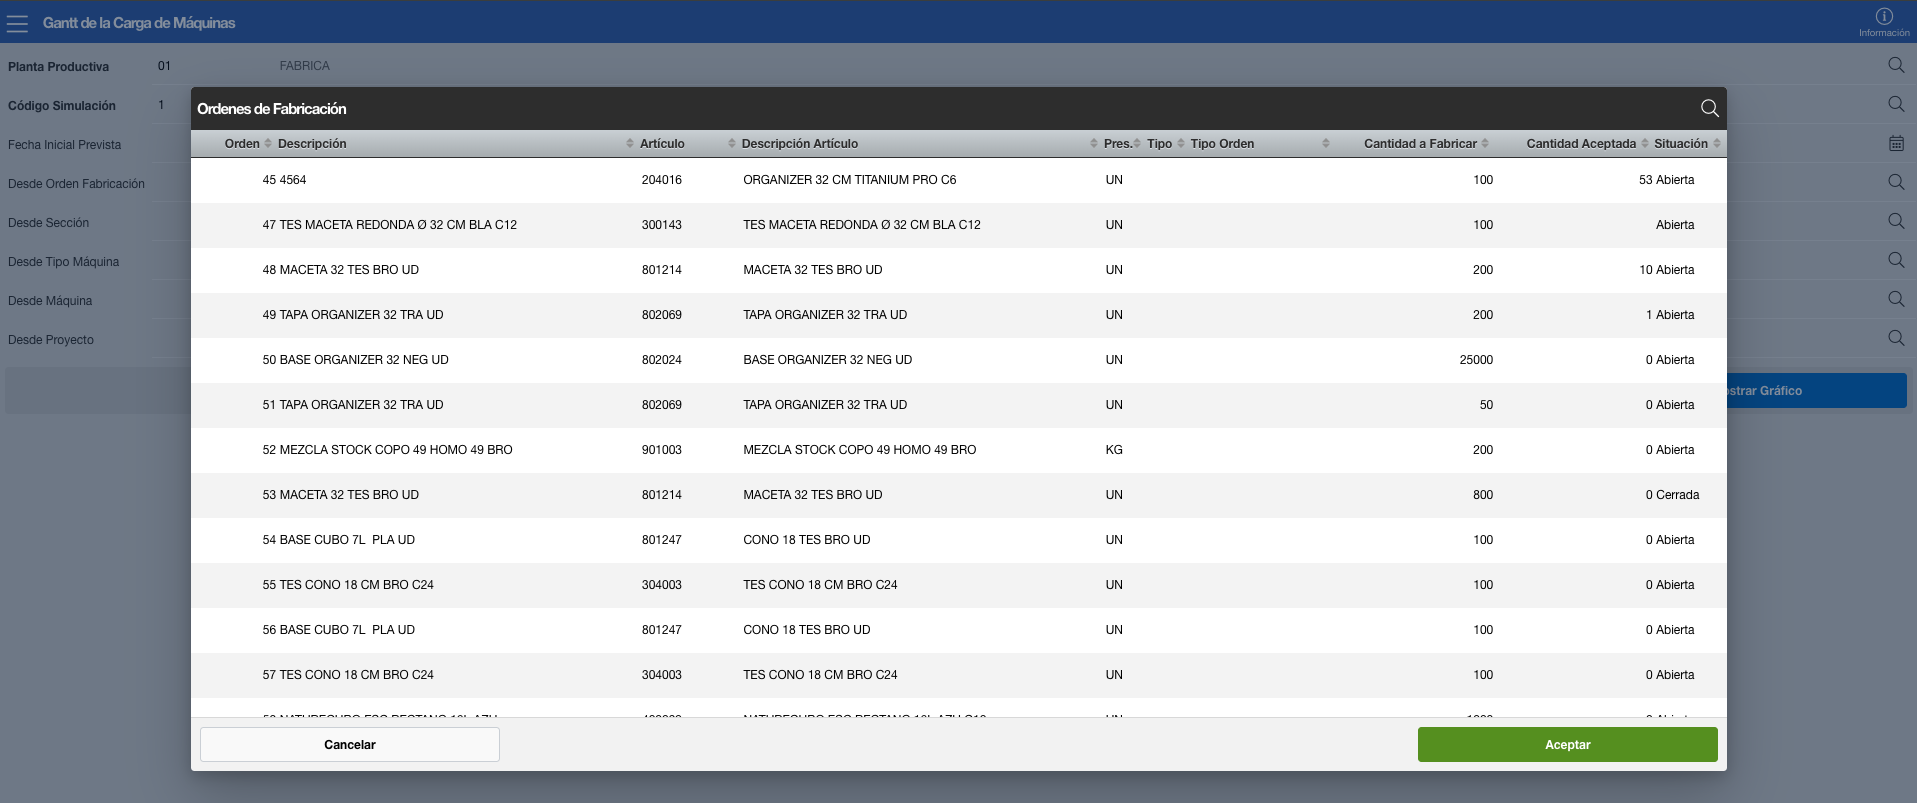 Gantt de la Carga de Máquinas
Información
Planta Productiva 01 FABRICA
Código Simulación 1
Fecha Inicial Prevista
Desde Orden Fabricación
Desde Sección
Desde Tipo Máquina
Desde Máquina
Desde Proyecto
strar Gráfico
Ordenes de Fabricación
Orden Descripción Artículo Descripción Artículo Pres. Tipo Tipo Orden Cantidad a Fabricar Cantidad Aceptada Situación
45 4564 204016 ORGANIZER 32 CM TITANIUM PRO C6 UN 100 53 Abierta
47 TES MACETA REDONDA Ø 32 CM BLA C12 300143 TES MACETA REDONDA Ø 32 CM BLA C12 UN 100 Abierta
48 MACETA 32 TES BRO UD 801214 MACETA 32 TES BRO UD UN 200 10 Abierta
49 TAPA ORGANIZER 32 TRA UD 802069 TAPA ORGANIZER 32 TRA UD UN 200 1 Abierta
50 BASE ORGANIZER 32 NEG UD 802024 BASE ORGANIZER 32 NEG UD UN 25000 0 Abierta
51 TAPA ORGANIZER 32 TRA UD 802069 TAPA ORGANIZER 32 TRA UD UN 50 0 Abierta
52 MEZCLA STOCK COPO 49 HOMO 49 BRO 901003 MEZCLA STOCK COPO 49 HOMO 49 BRO KG 200 0 Abierta
53 MACETA 32 TES BRO UD 801214 MACETA 32 TES BRO UD UN 800 0 Cerrada
54 BASE CUBO 7L  PLA UD 801247 CONO 18 TES BRO UD UN 100 0 Abierta
55 TES CONO 18 CM BRO C24 304003 TES CONO 18 CM BRO C24 UN 100 0 Abierta
56 BASE CUBO 7L  PLA UD 801247 CONO 18 TES BRO UD UN 100 0 Abierta
57 TES CONO 18 CM BRO C24 304003 TES CONO 18 CM BRO C24 UN 100 0 Abierta
Cancelar Aceptar